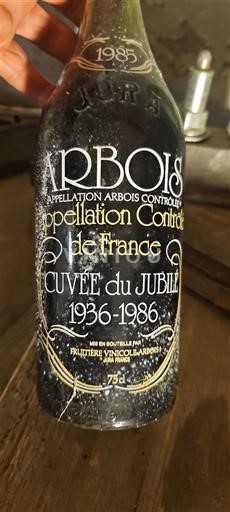 1985
JURA
ARBOIS
APPELLATION ARBOIS CONTRÔLÉE
Appellation Contrôlé
de France
CUVÉE du JUBILÉ
1936-1986
MIS EN BOUTEILLE PAR
FRUITIÈRE VINICOLE ARBOIS
JURA FRANCE
75cl